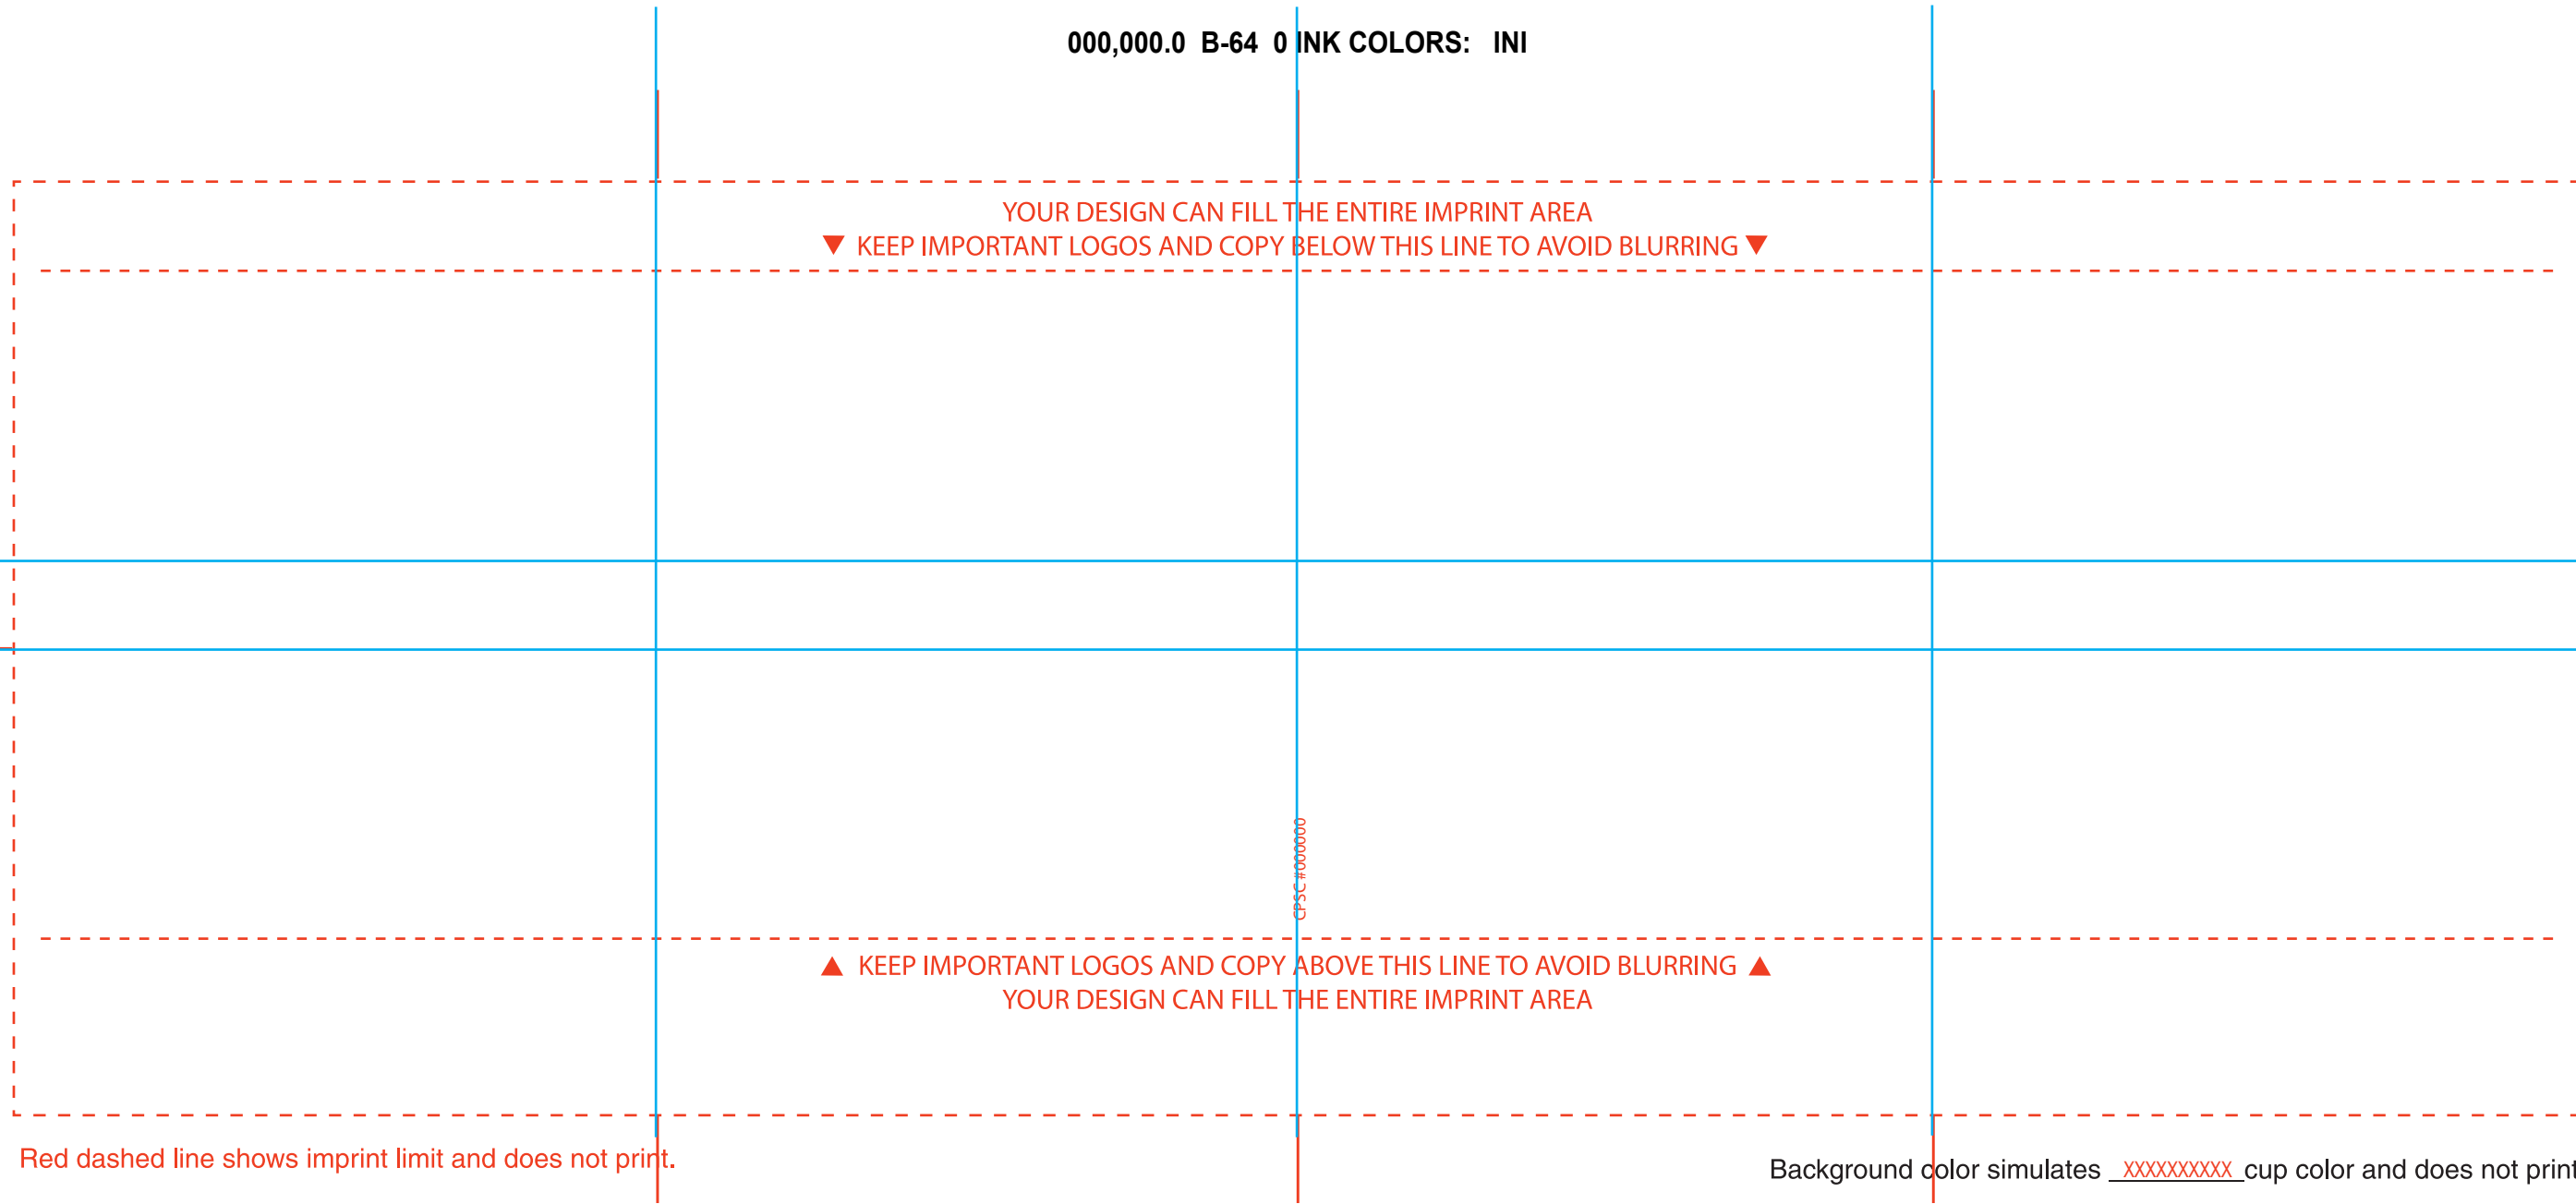 000,000.0 B-64 0 INK COLORS: INI
YOUR DESIGN CAN FILL THE ENTIRE IMPRINT AREA
▼ KEEP IMPORTANT LOGOS AND COPY BELOW THIS LINE TO AVOID BLURRING ▼
CPSC #000000
▲ KEEP IMPORTANT LOGOS AND COPY ABOVE THIS LINE TO AVOID BLURRING ▲
YOUR DESIGN CAN FILL THE ENTIRE IMPRINT AREA
Red dashed line shows imprint limit and does not print.
Background color simulates XXXXXXXXXX cup color and does not print